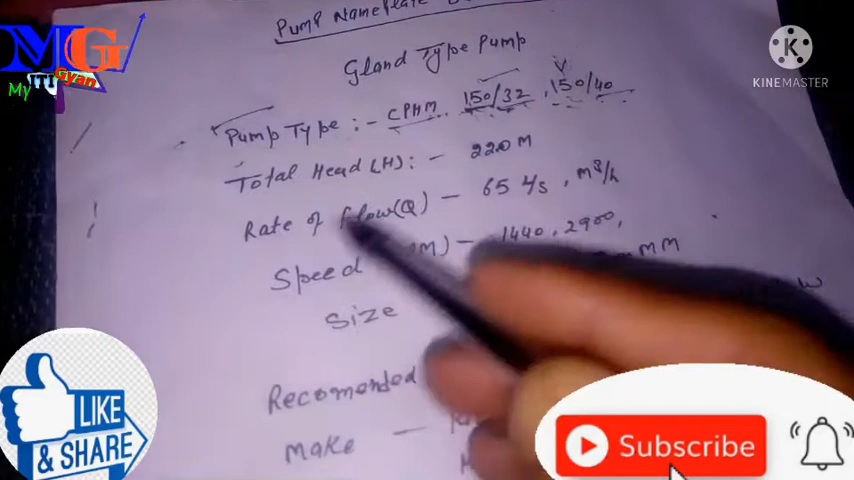 Pump Nameplate
Gland Type Pump
Pump Type :- CPHM 150/32, 150/40
Total Head (H) :- 220 M
Rate of flow(Q) - 65 L/s, m³/h
Speed M) - 1440, 2900,
Size MM
Recomended
Make -
MG
My ITI Gyan
K
KINEMASTER
LIKE
& SHARE
Subscribe